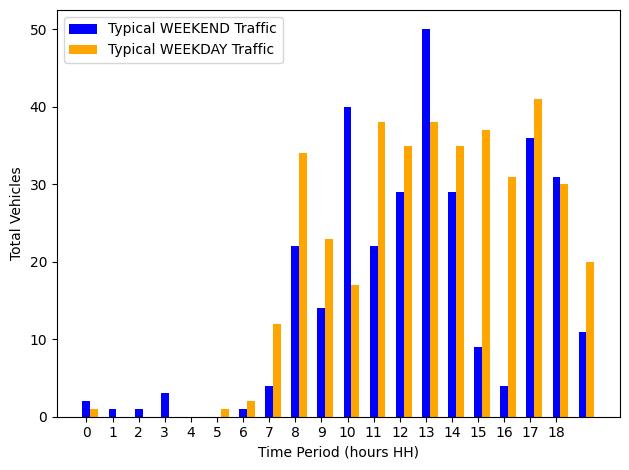 Typical WEEKEND Traffic
Typical WEEKDAY Traffic
50
40
30
20
10
0
Total Vehicles
0 1 2 3 4 5 6 7 8 9 10 11 12 13 14 15 16 17 18
Time Period (hours HH)